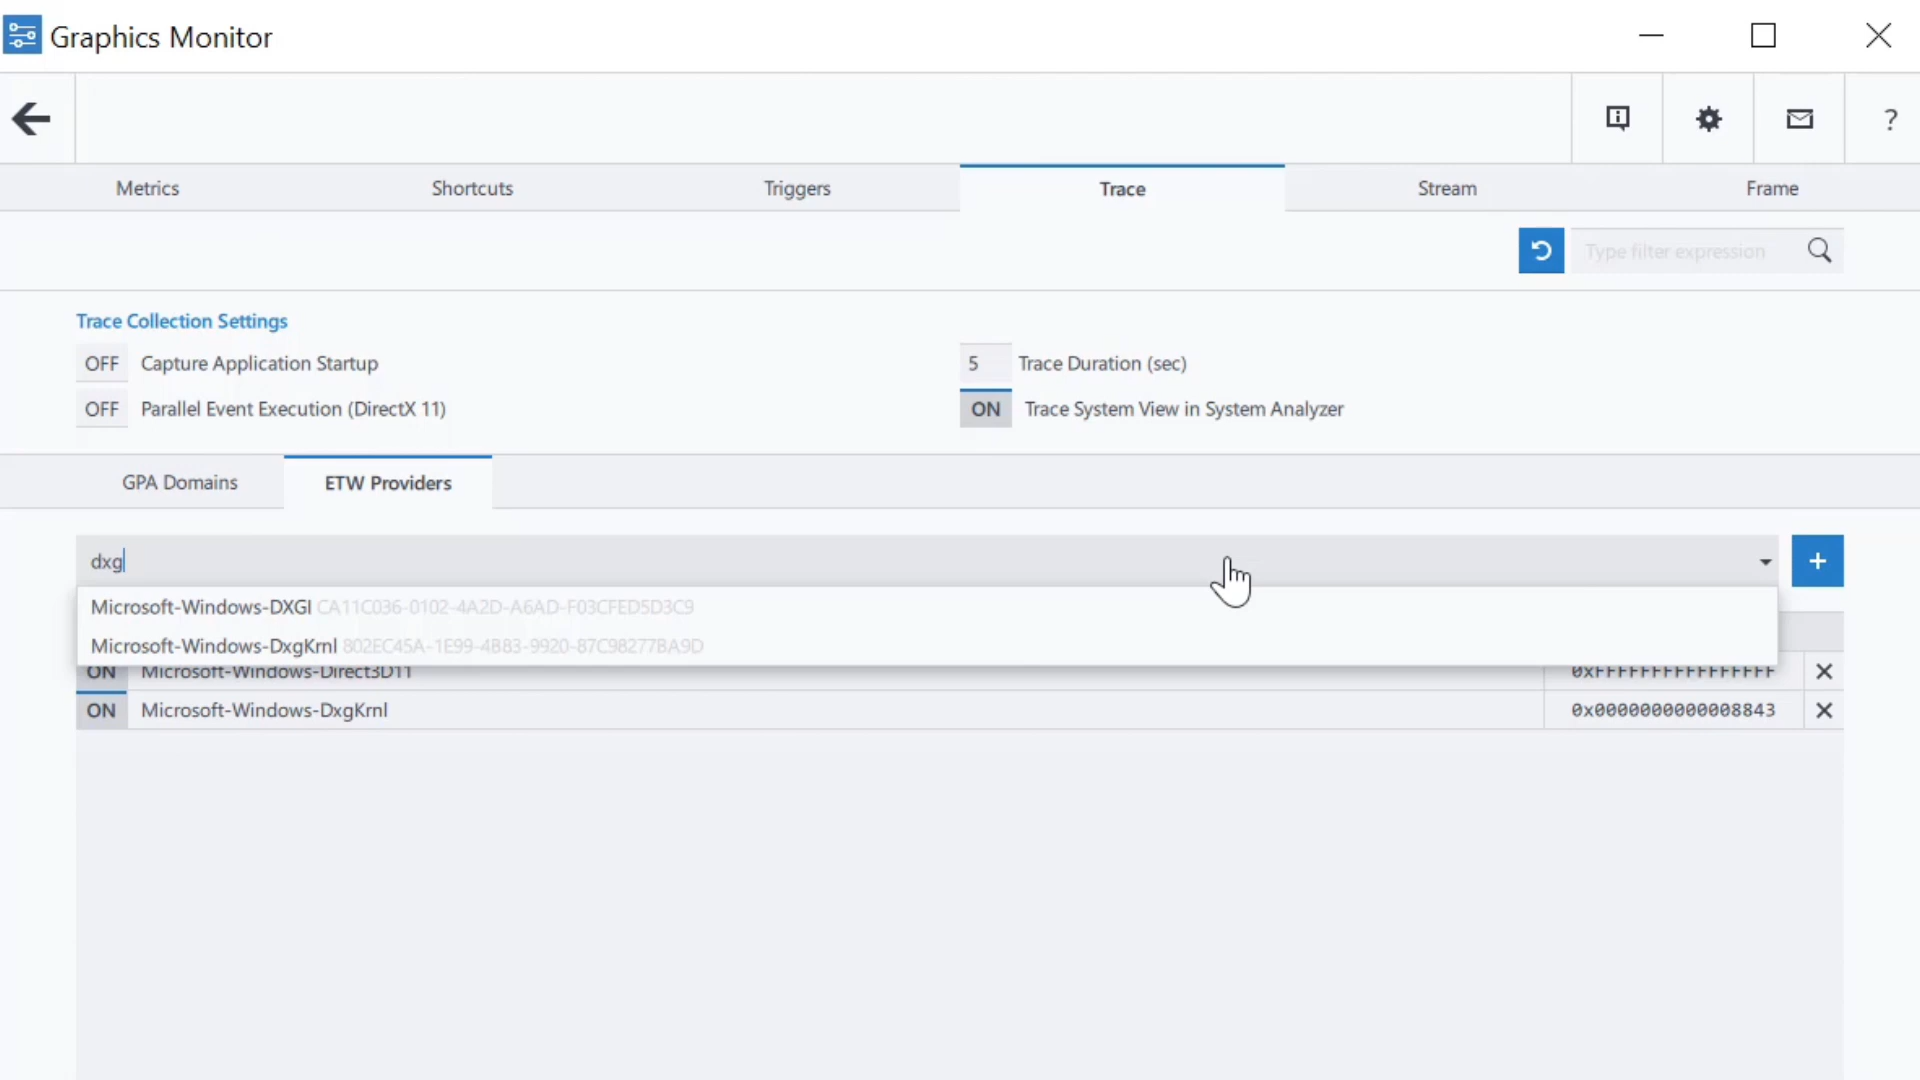 Graphics Monitor
?
Metrics Shortcuts Triggers Trace Stream Frame
Type filter expression
Trace Collection Settings
OFF Capture Application Startup 5 Trace Duration (sec)
OFF Parallel Event Execution (DirectX 11) ON Trace System View in System Analyzer
GPA Domains ETW Providers
dxg +
Microsoft-Windows-DXGI CA11C036-0102-4A2D-A6AD-F03CFED5D3C9
Microsoft-Windows-DxgKrnl 802EC45A-1E99-4B83-9920-87C98277BA9D
ON Microsoft-Windows-Direct3D11 0xFFFFFFFFFFFFFFFF
ON Microsoft-Windows-DxgKrnl 0x0000000000008843